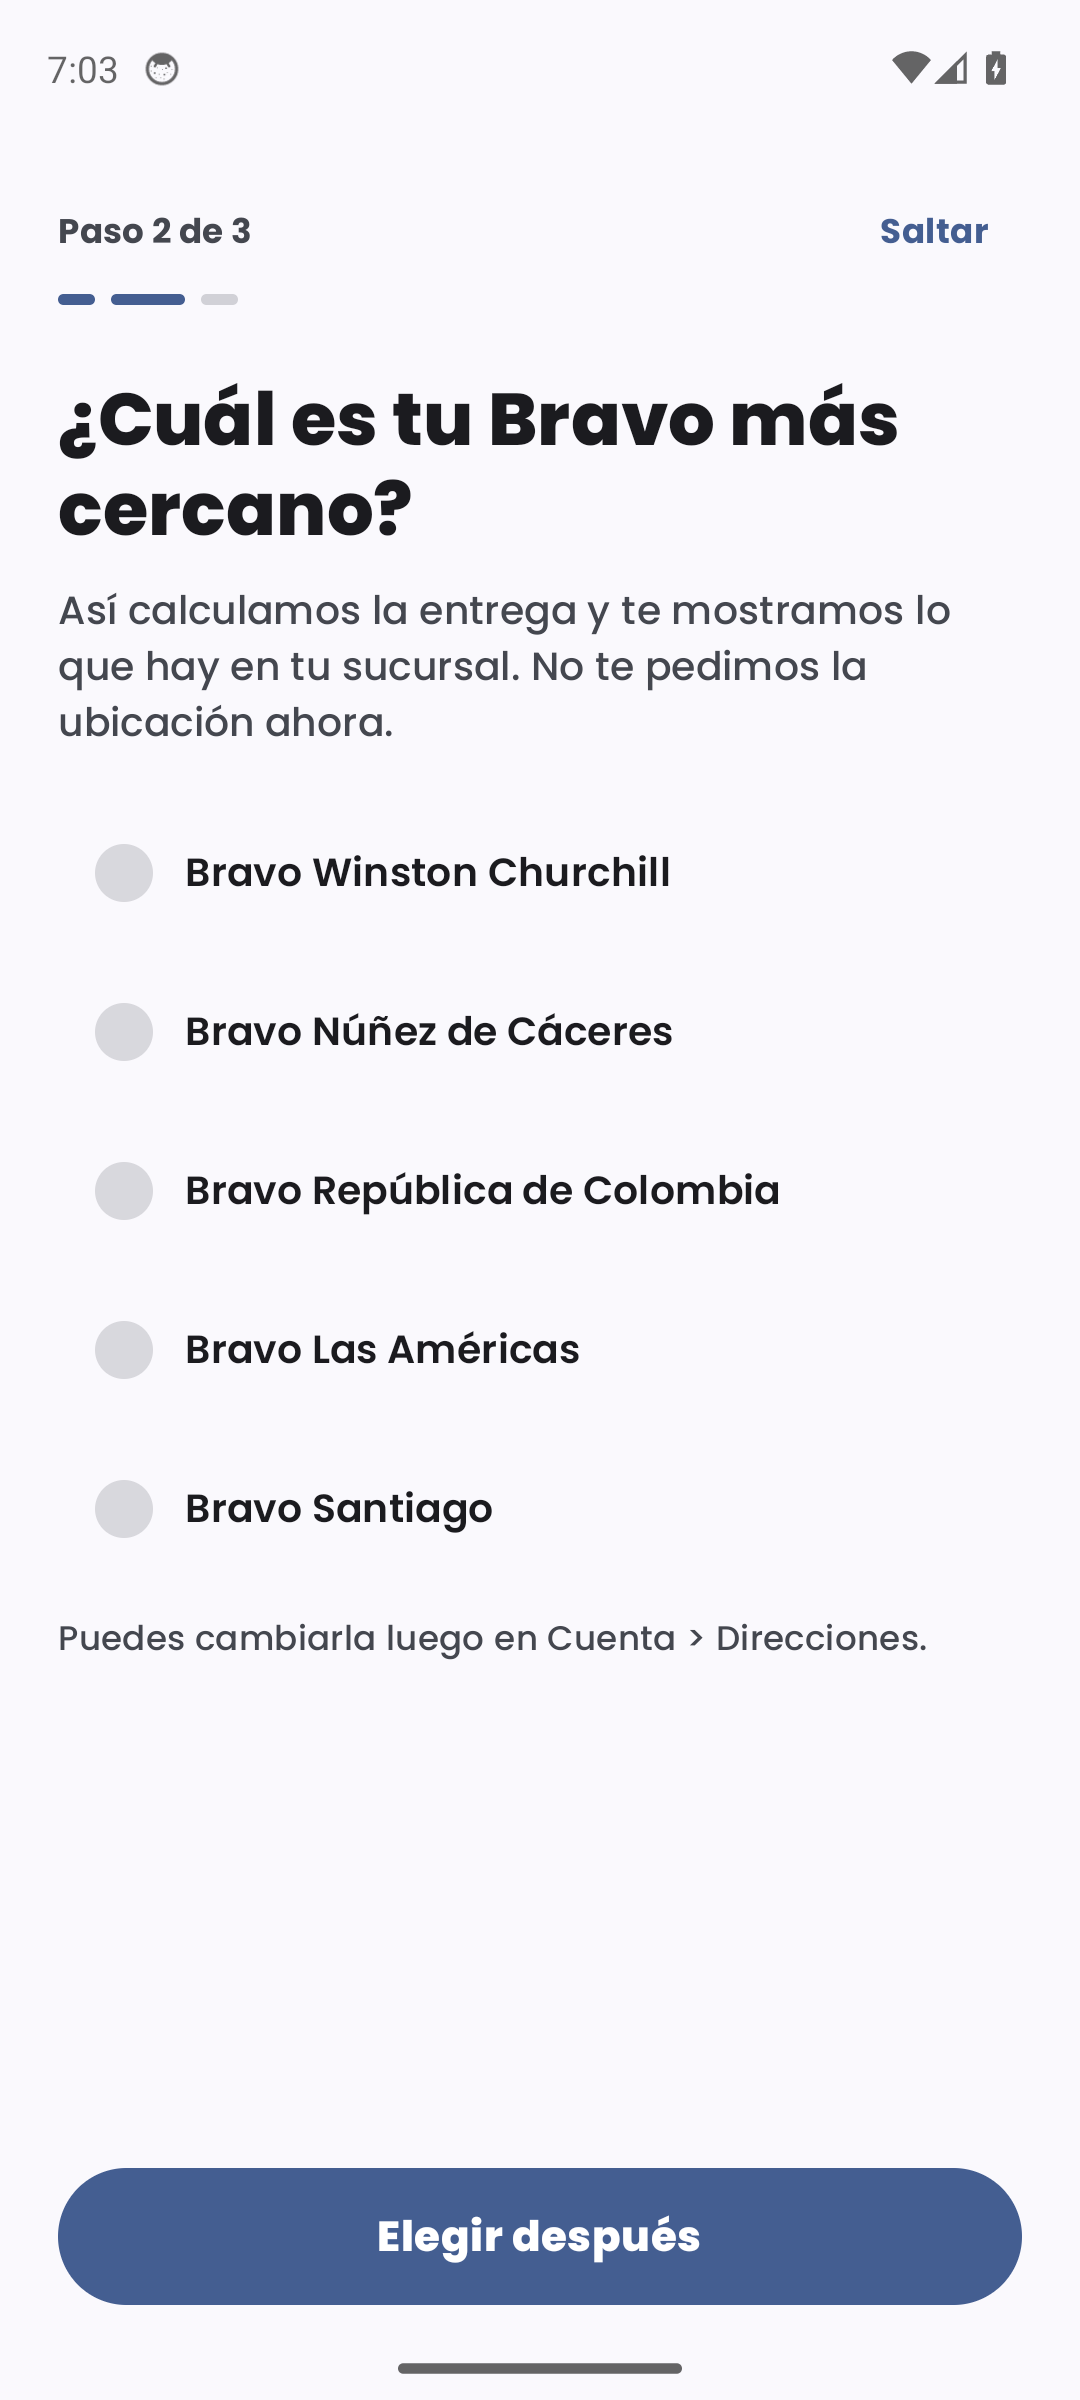 7:03
Paso 2 de 3
Saltar
¿Cuál es tu Bravo más
cercano?
Así calculamos la entrega y te mostramos lo
que hay en tu sucursal. No te pedimos la
ubicación ahora.
Bravo Winston Churchill
Bravo Núñez de Cáceres
Bravo República de Colombia
Bravo Las Américas
Bravo Santiago
Puedes cambiarla luego en Cuenta > Direcciones.
Elegir después